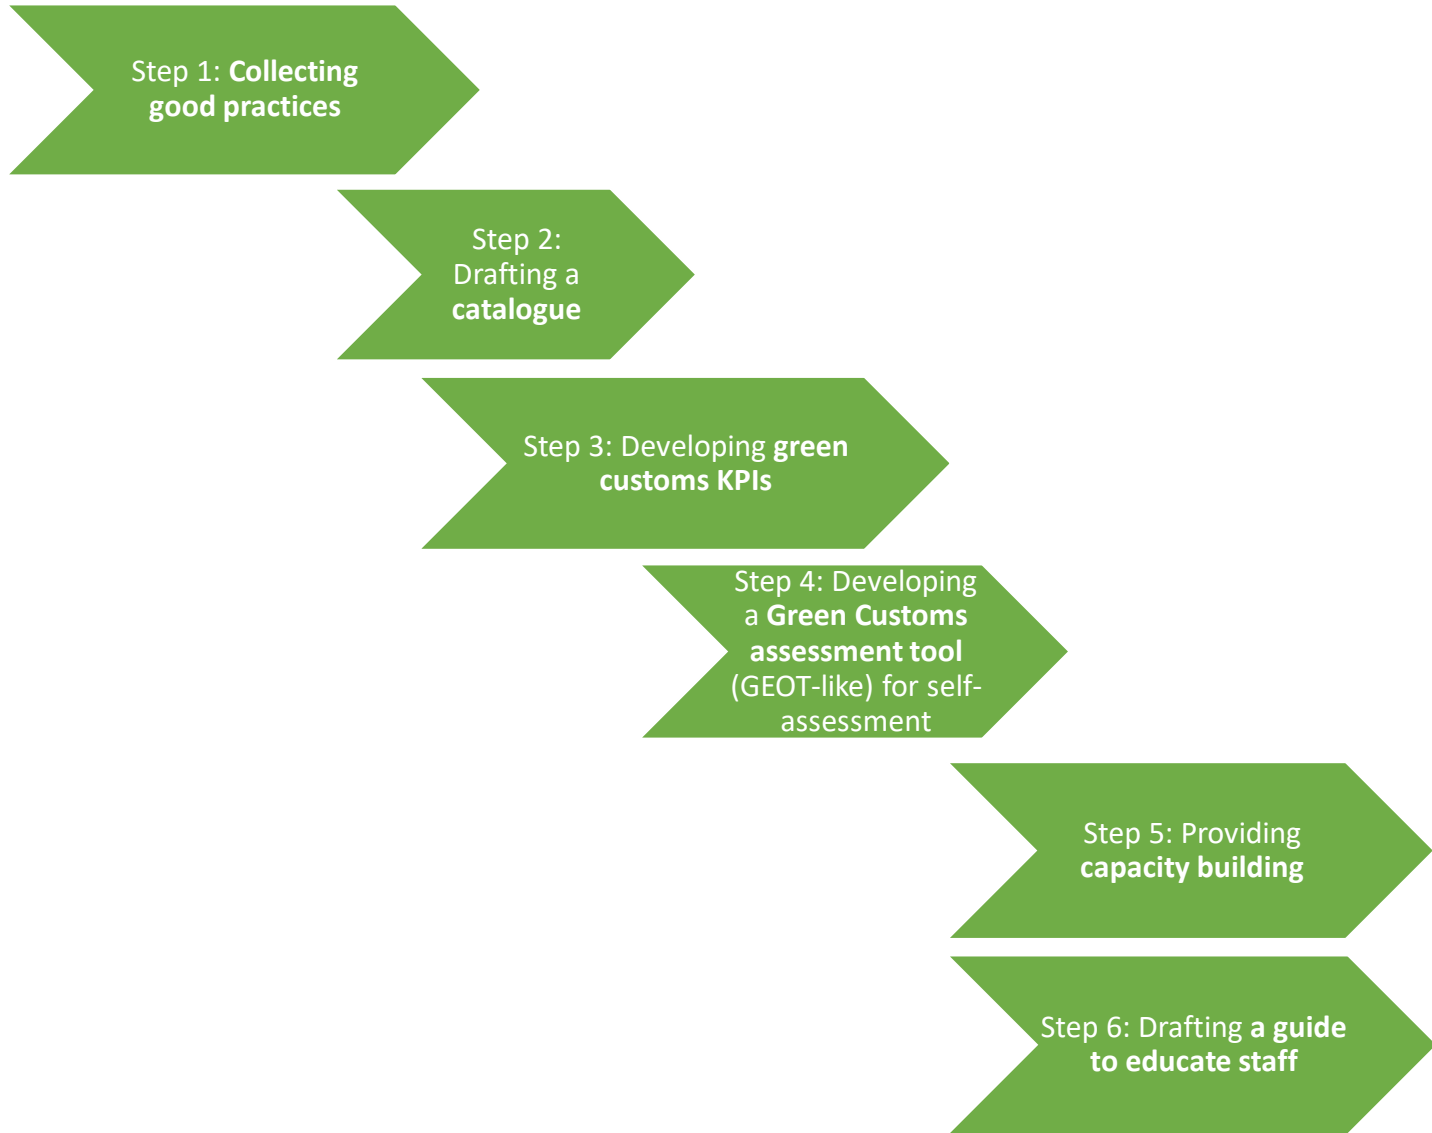 Step 1: Collecting
good practices
Step 2:
Drafting a
catalogue
Step 3: Developing green
customs KPIs
Step 4: Developing
a Green Customs
assessment tool
(GEOT-like) for self-
assessment
Step 5: Providing
capacity building
Step 6: Drafting a guide
to educate staff